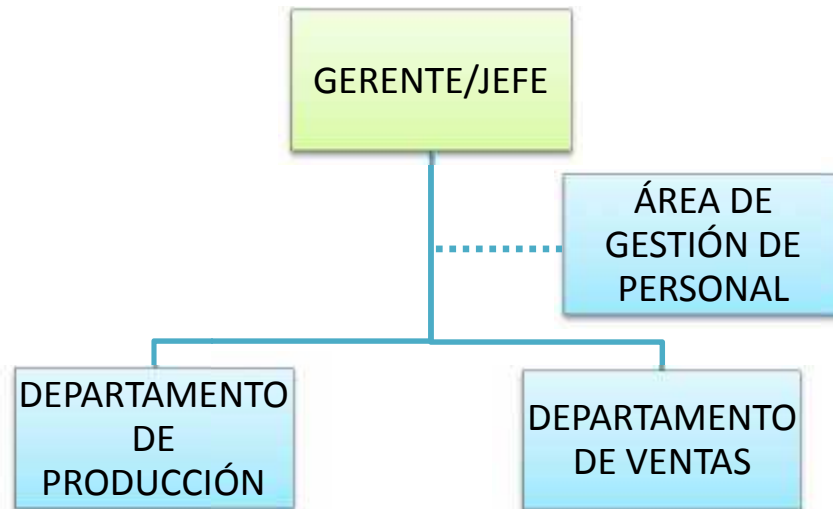 GERENTE/JEFE
ÁREA DE
GESTIÓN DE
PERSONAL
DEPARTAMENTO
DE
PRODUCCIÓN
DEPARTAMENTO
DE VENTAS